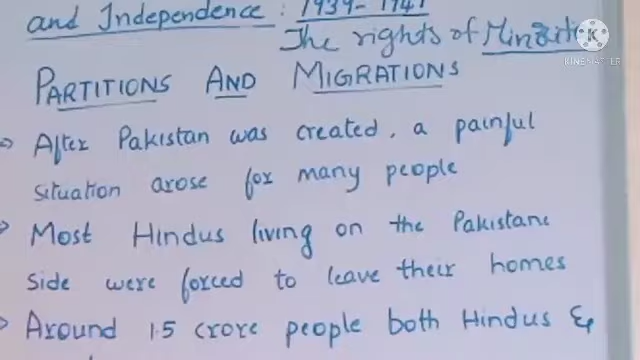 and Independence : 1939-1947
The rights of
PARTITIONS AND MIGRATIONS
After Pakistan was created, a painful
situation arose for many people
Most Hindus living on the Pakistani
side were forced to leave their homes
Around 1.5 crore people both Hindus &
KINEMASTER